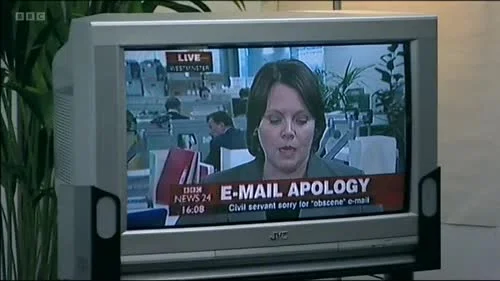 BBC
LIVE
WESTMINSTER
BBC
NEWS 24
16:08
E-MAIL APOLOGY
Civil servant sorry for "obscene" e-mail
JVC